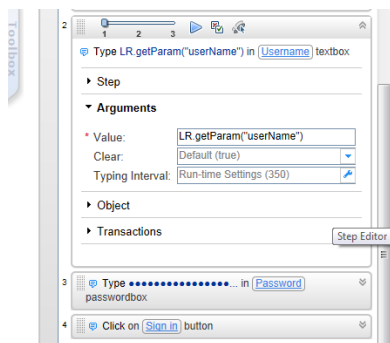 Toolbox
2
1 2 3
Type LR.getParam("userName") in Username textbox
Step
Arguments
* Value: LR.getParam("userName")
Clear: Default (true)
Typing Interval: Run-time Settings (350)
Object
Transactions
Step Editor
3 Type ●●●●●●●●●●●●●●●●... in Password
passwordbox
4 Click on Sign in button